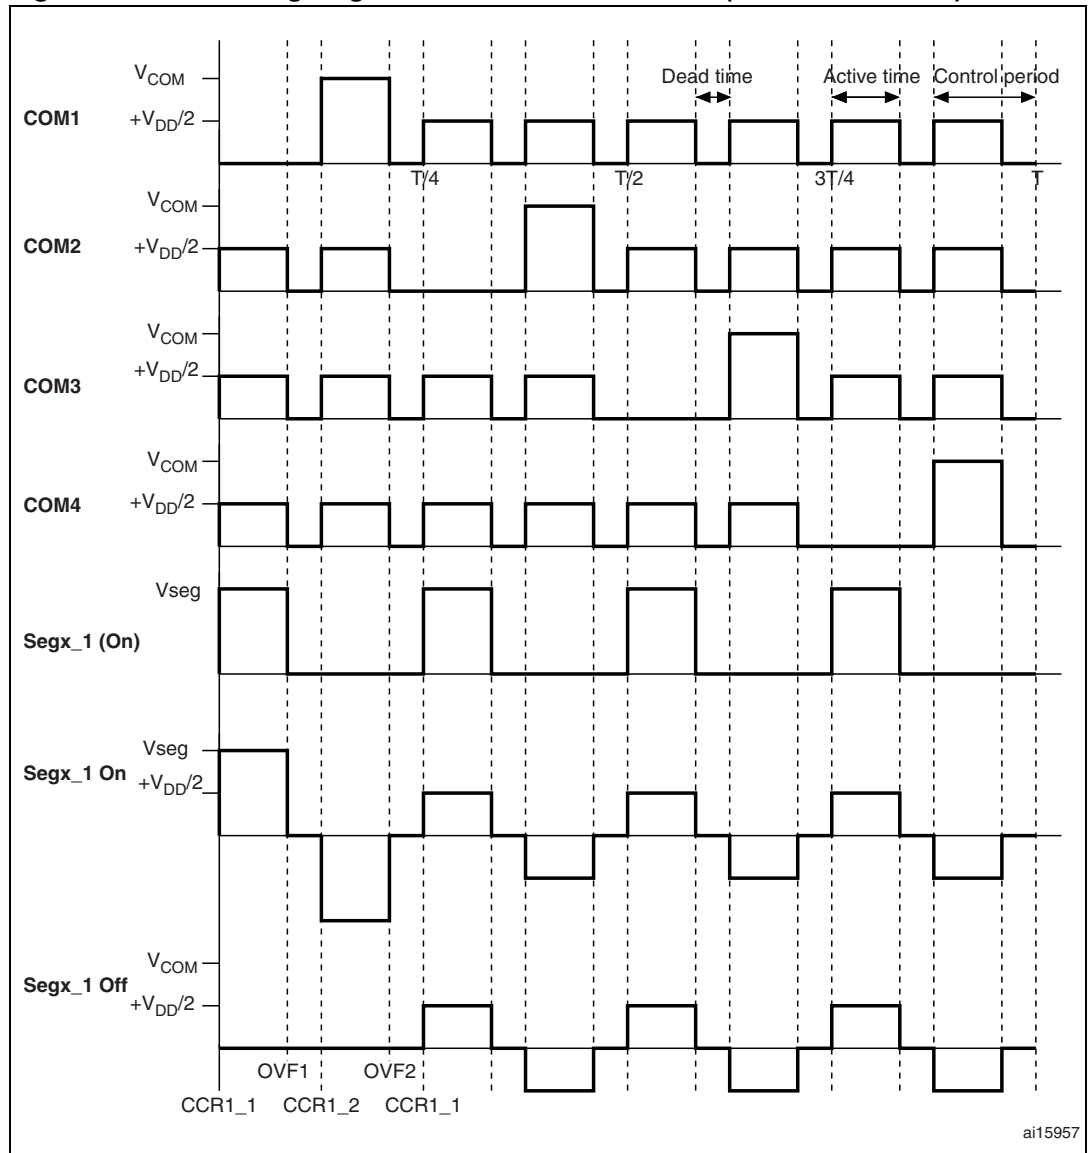 V_COM
Dead time
Active time
Control period
COM1
+V_DD/2
T/4
T/2
3T/4
T
V_COM
COM2
+V_DD/2
V_COM
+V_DD/2
COM3
V_COM
COM4
+V_DD/2
Vseg
Segx_1 (On)
Vseg
Segx_1 On
+V_DD/2
V_COM
Segx_1 Off
+V_DD/2
OVF1
OVF2
CCR1_1
CCR1_2
CCR1_1
ai15957